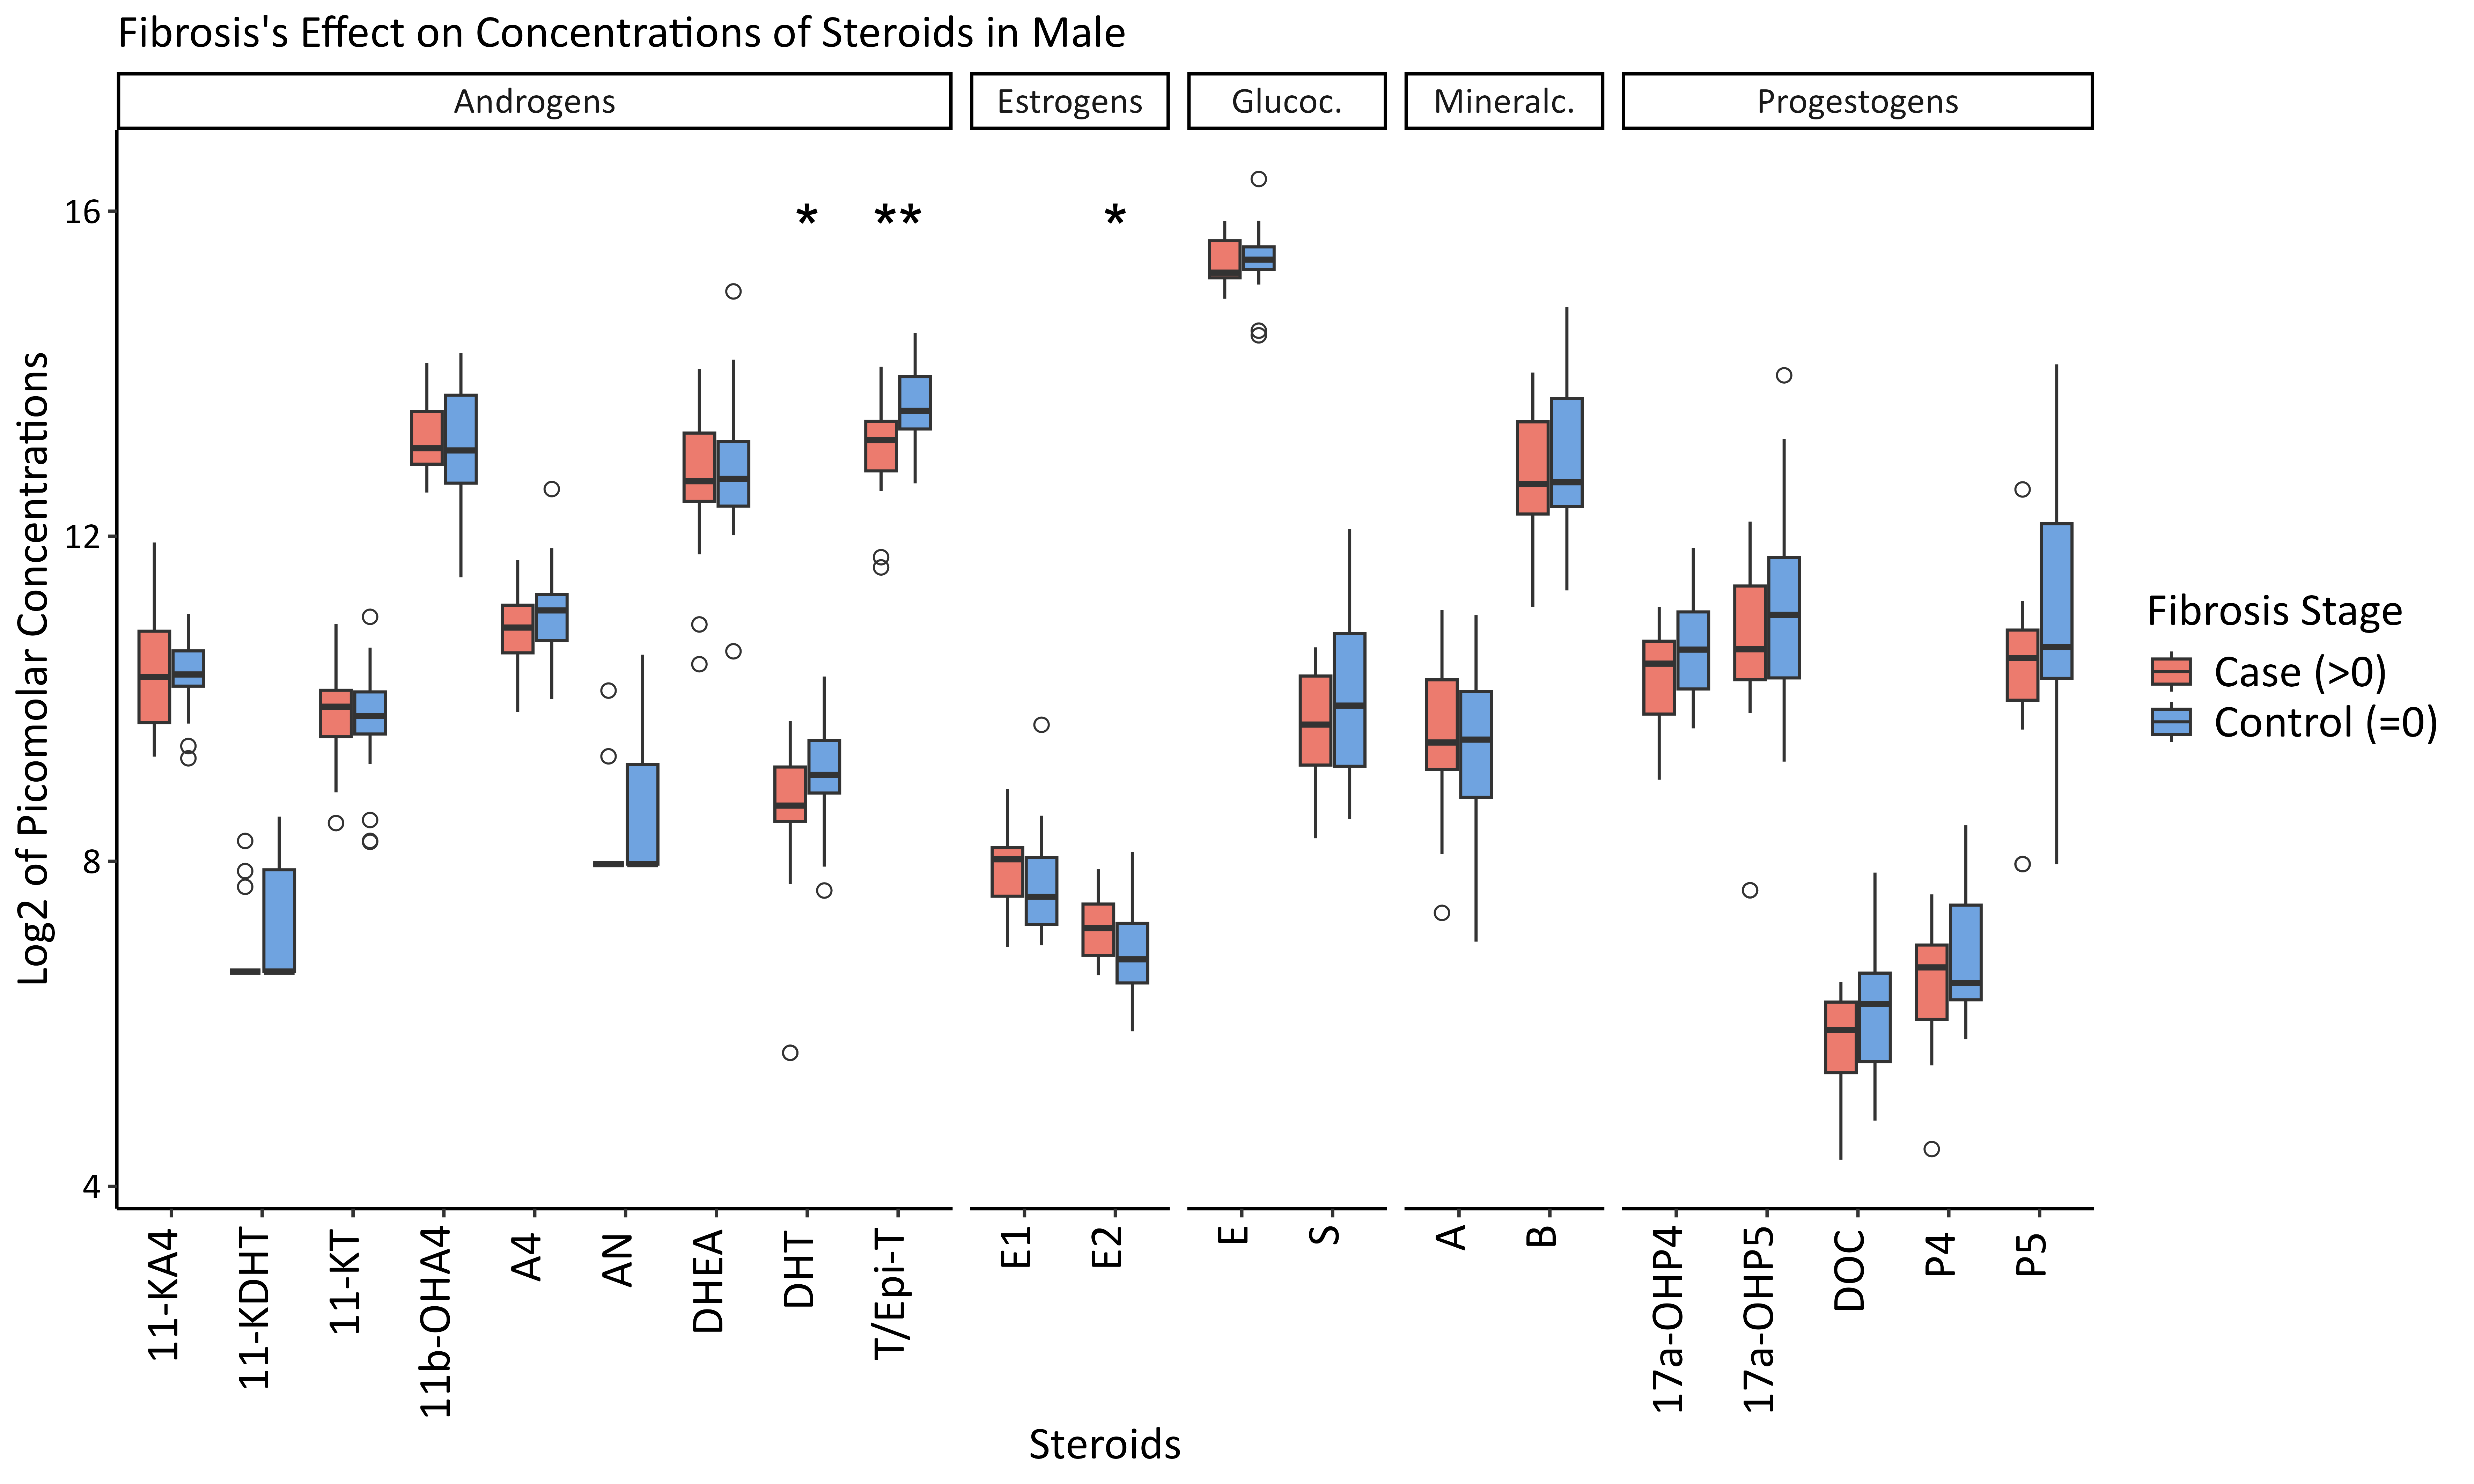 Fibrosis's Effect on Concentrations of Steroids in Male
Androgens
Estrogens
Glucoc.
Mineralc.
Progestogens
16
12
8
4
* ** *
Log2 of Picomolar Concentrations
11-KA4
11-KDHT
11-KT
11b-OHA4
A4
AN
DHEA
DHT
T/Epi-T
E1
E2
E
S
A
B
17a-OHP4
17a-OHP5
DOC
P4
P5
Steroids
Fibrosis Stage
Case (>0)
Control (=0)